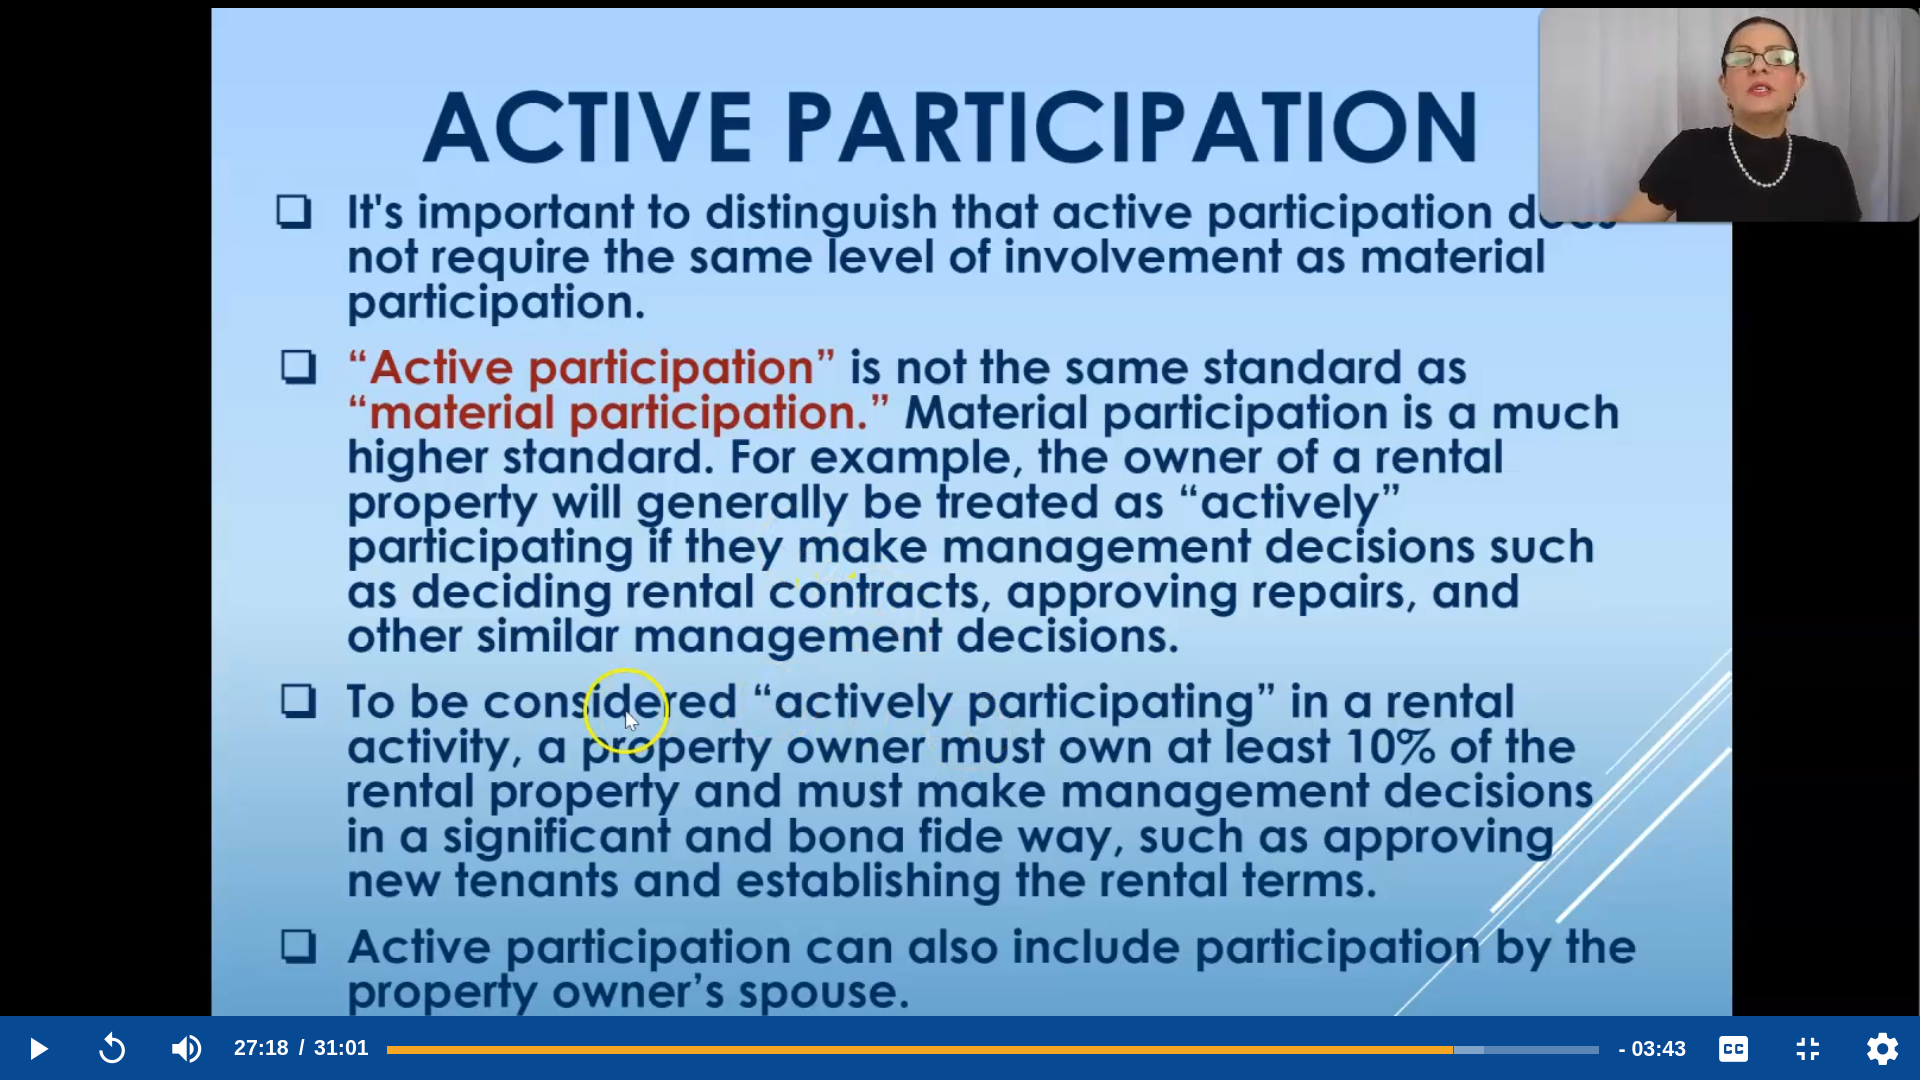 ACTIVE PARTICIPATION
❑ It's important to distinguish that active participation
not require the same level of involvement as material
participation.
❑ “Active participation” is not the same standard as
“material participation.” Material participation is a much
higher standard. For example, the owner of a rental
property will generally be treated as “actively”
participating if they make management decisions such
as deciding rental contracts, approving repairs, and
other similar management decisions.
❑ To be considered “actively participating” in a rental
activity, a property owner must own at least 10% of the
rental property and must make management decisions
in a significant and bona fide way, such as approving
new tenants and establishing the rental terms.
❑ Active participation can also include participation by the
property owner’s spouse.
27:18 / 31:01 - 03:43 CC